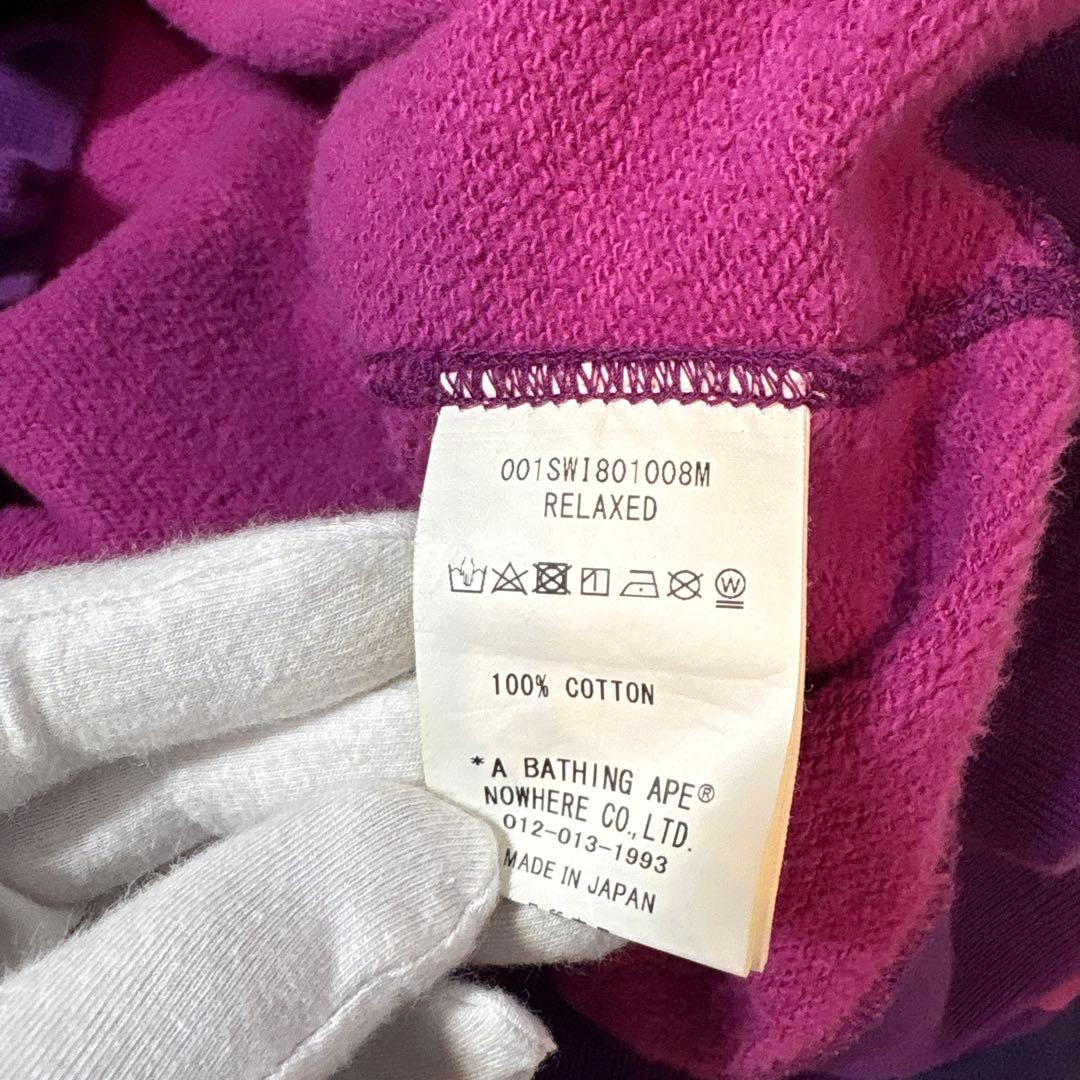 001SWI801008M
RELAXED
W
100% COTTON
*A BATHING APE®
NOWHERE CO., LTD.
012-013-1993
MADE IN JAPAN